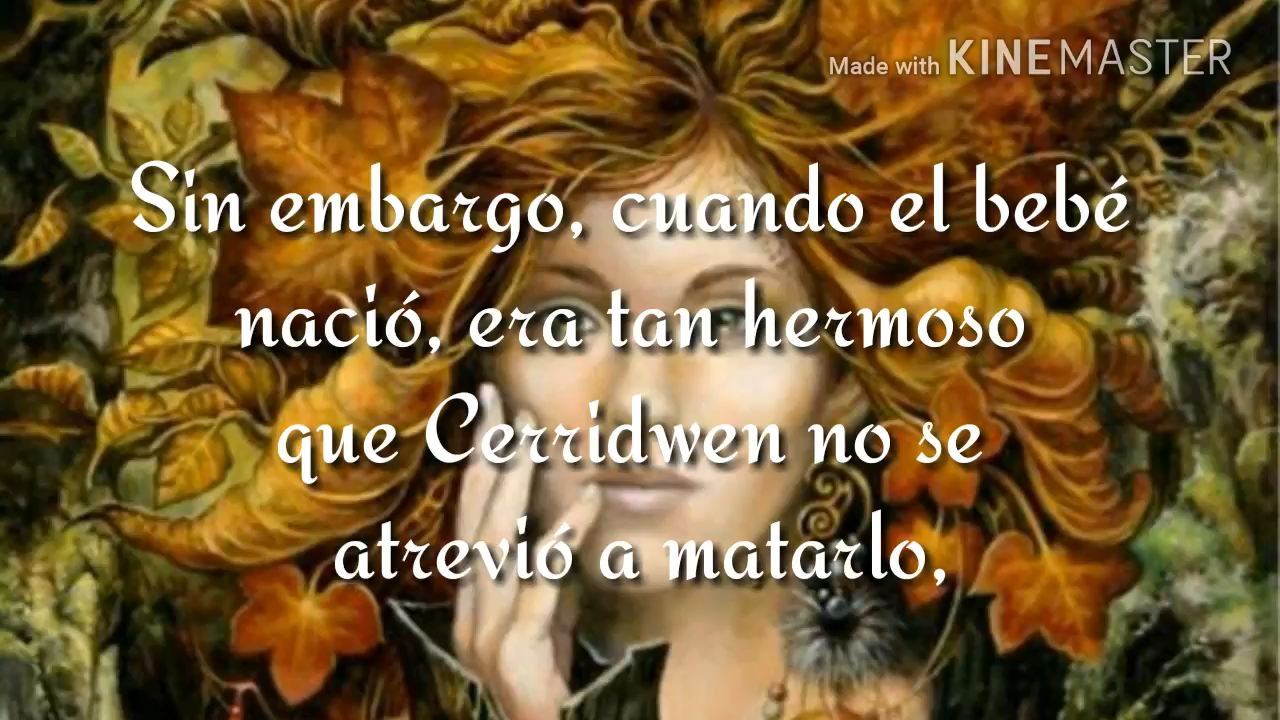 Made with KINEMASTER
Sin embargo, cuando el bebé
nació, era tan hermoso
que Cerridwen no se
atrevió a matarlo,